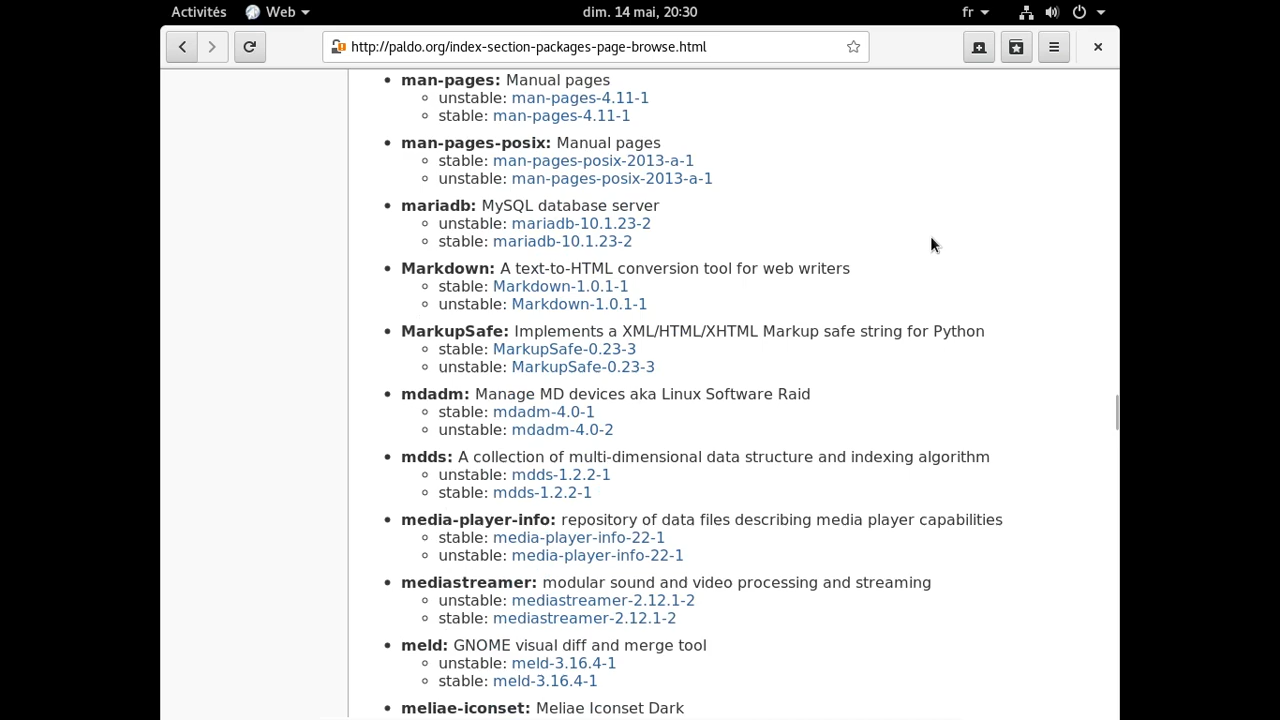 Activités Web dim. 14 mai, 20:30 fr
http://paldo.org/index-section-packages-page-browse.html
• man-pages: Manual pages
◦ unstable: man-pages-4.11-1
◦ stable: man-pages-4.11-1
• man-pages-posix: Manual pages
◦ stable: man-pages-posix-2013-a-1
◦ unstable: man-pages-posix-2013-a-1
• mariadb: MySQL database server
◦ unstable: mariadb-10.1.23-2
◦ stable: mariadb-10.1.23-2
• Markdown: A text-to-HTML conversion tool for web writers
◦ stable: Markdown-1.0.1-1
◦ unstable: Markdown-1.0.1-1
• MarkupSafe: Implements a XML/HTML/XHTML Markup safe string for Python
◦ stable: MarkupSafe-0.23-3
◦ unstable: MarkupSafe-0.23-3
• mdadm: Manage MD devices aka Linux Software Raid
◦ stable: mdadm-4.0-1
◦ unstable: mdadm-4.0-2
• mdds: A collection of multi-dimensional data structure and indexing algorithm
◦ unstable: mdds-1.2.2-1
◦ stable: mdds-1.2.2-1
• media-player-info: repository of data files describing media player capabilities
◦ stable: media-player-info-22-1
◦ unstable: media-player-info-22-1
• mediastreamer: modular sound and video processing and streaming
◦ unstable: mediastreamer-2.12.1-2
◦ stable: mediastreamer-2.12.1-2
• meld: GNOME visual diff and merge tool
◦ unstable: meld-3.16.4-1
◦ stable: meld-3.16.4-1
• meliae-iconset: Meliae Iconset Dark